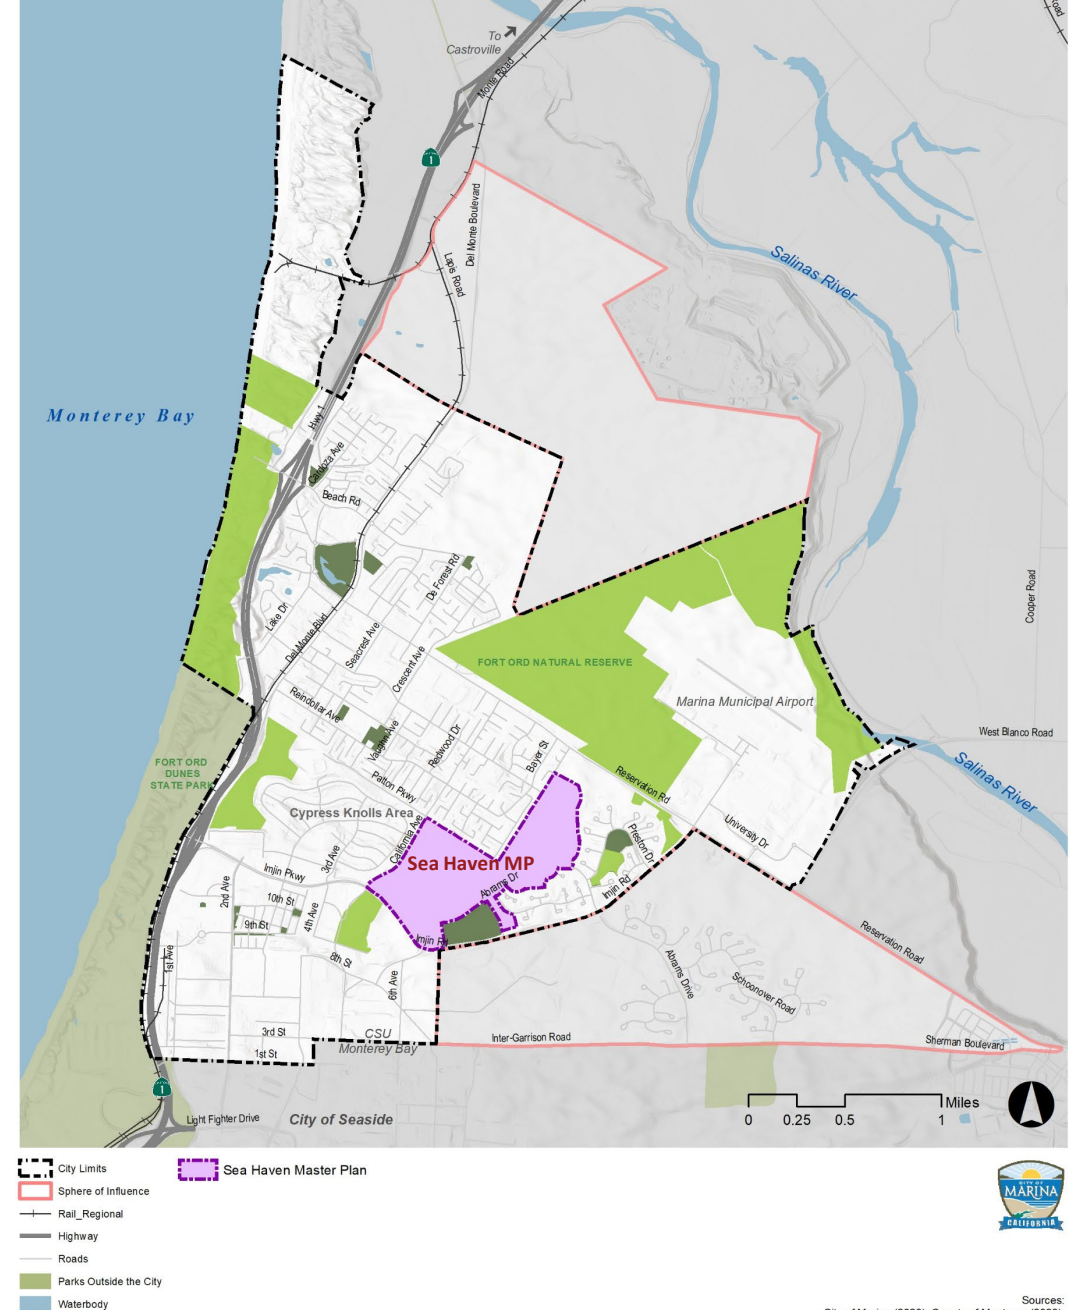 To
Castroville
Monte Road
1
Del Monte Boulevard
Lapis Road
Salinas River
Monterey Bay
Hwy 1
Cardoza Ave
Beach Rd
De Forest Rd
Cooper Road
Lake Dr
Del Monte Blvd
Seacrest Ave
Crescent Ave
FORT ORD NATURAL RESERVE
Marina Municipal Airport
Reindollar Ave
Vaughn Ave
Redwood Dr
Bayer St
West Blanco Road
Salinas River
FORT ORD
DUNES
STATE PARK
Patton Pkwy
Reservation Rd
Cypress Knolls Area
California Ave
University Dr
Preston Dr
3rd Ave
Sea Haven MP
Imjin Pkwy
Abrams Dr
Imjin Rd
2nd Ave
10th St
4th Ave
9th St
8th St
Imjin Rd
1st Ave
6th Ave
Abrams Drive
Schoonover Road
Reservation Road
3rd St
CSU
Monterey Bay
1st St
Inter-Garrison Road
Sherman Boulevard
1
Light Fighter Drive
City of Seaside
Miles
0 0.25 0.5 1
City Limits
Sea Haven Master Plan
Sphere of Influence
Rail_Regional
Highway
Roads
Parks Outside the City
Waterbody
CITY OF
MARINA
CALIFORNIA
Sources: